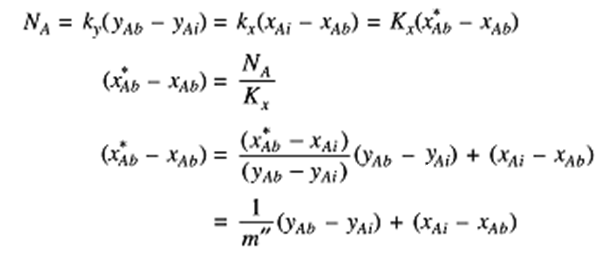 N_A = k_y(y_Ab − y_Ai) = k_x(x_Ai − x_Ab) = K_x(x*_Ab − x_Ab)
(x*_Ab − x_Ab) = N_A / K_x
(x*_Ab − x_Ab) = (x*_Ab − x_Ai) / (y_Ab − y_Ai) (y_Ab − y_Ai) + (x_Ai − x_Ab)
= 1 / m″ (y_Ab − y_Ai) + (x_Ai − x_Ab)